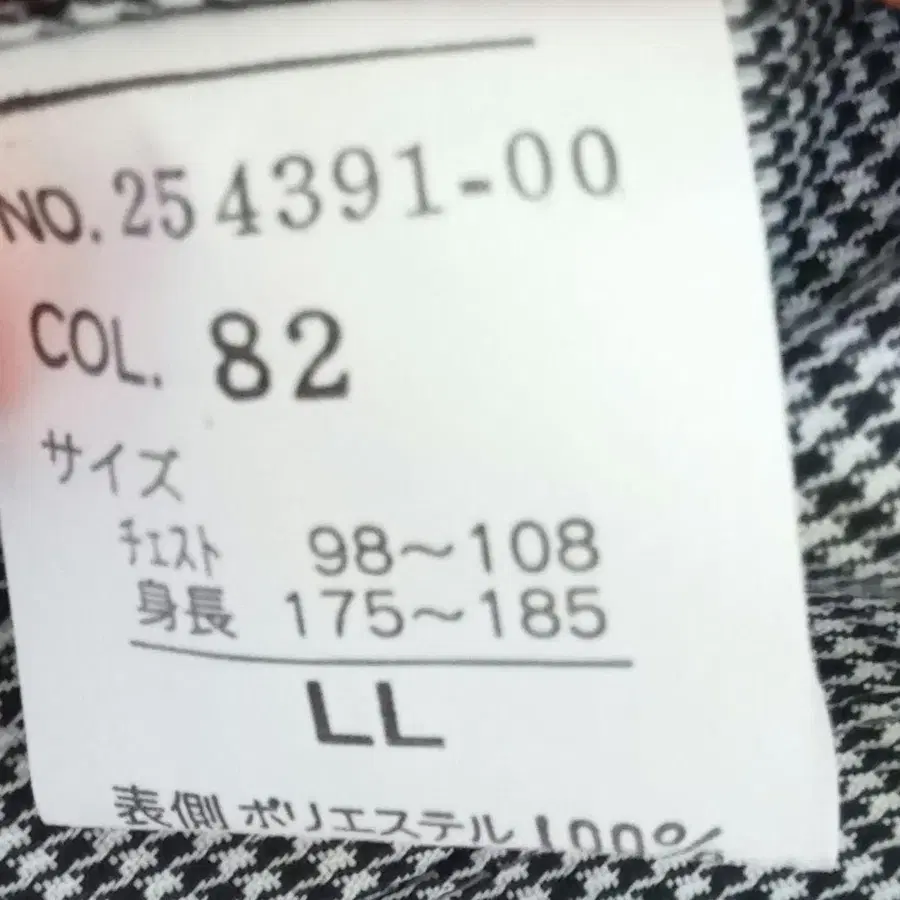 NO. 254391-00
COL. 82
サイズ
チェスト 98～108
身長 175～185
LL
表側 ポリエステル 100%